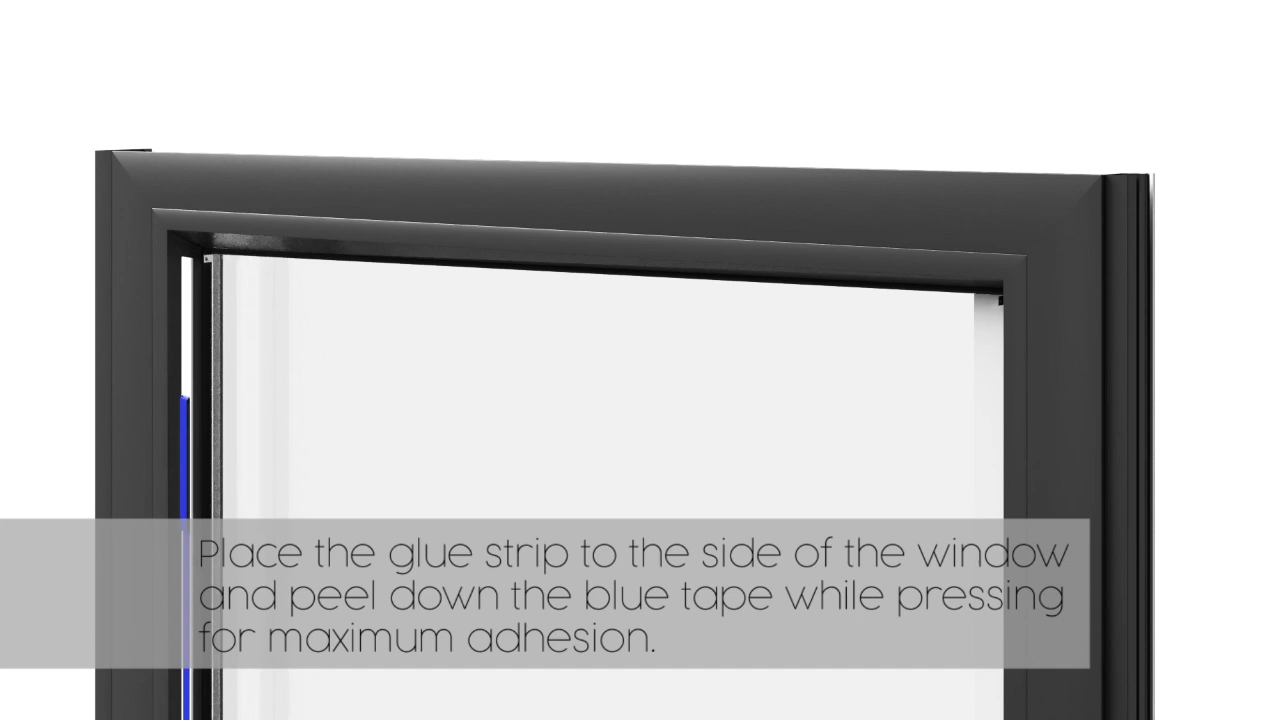 Place the glue strip to the side of the window
and peel down the blue tape while pressing
for maximum adhesion.